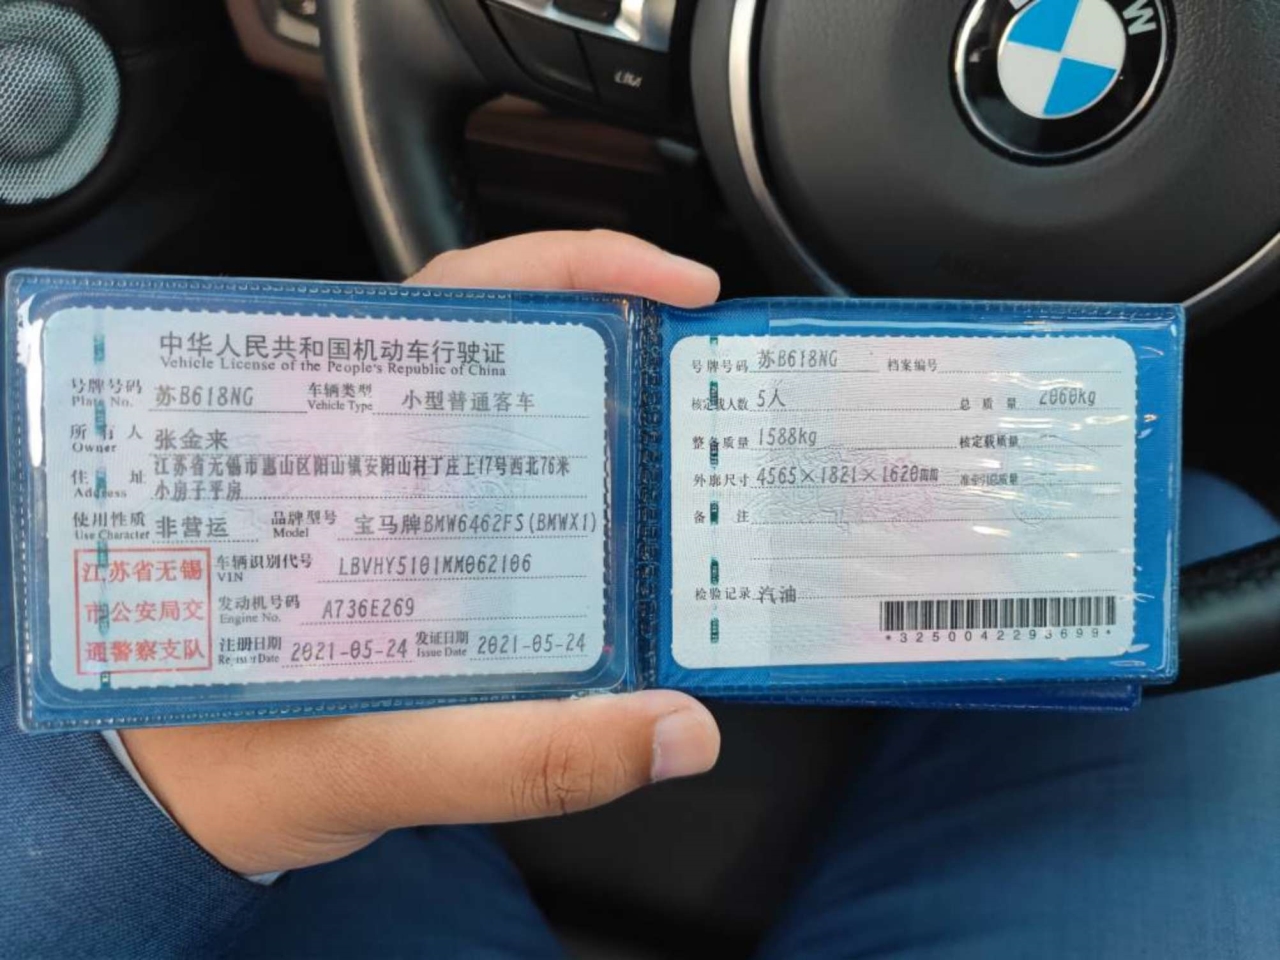 W
LIM
中华人民共和国机动车行驶证
Vehicle License of the People's Republic of China
号牌号码 苏B618NG 车辆类型 小型普通客车
Plate No. Vehicle Type
所有人 张金来
Owner
住址 江苏省无锡市惠山区阳山镇安阳山村丁庄上17号西北76米
Address 小房子平房
使用性质 非营运 品牌型号 宝马牌BMW6462FS(BMWX1)
Use Character Model
江苏省无锡
市公安局交
通警察支队
车辆识别代号 LBVHY5101MM062106
VIN
发动机号码 A736E269
Engine No.
注册日期 2021-05-24 发证日期 2021-05-24
Register Date Issue Date
号牌号码 苏B618NG 档案编号
核定载人数 5人 总质量 2060kg
整备质量 1588kg 核定载质量 --
外廓尺寸 4565×1821×1620mm 准牵引总质量
备注
检验记录 汽油
*3250042293699*